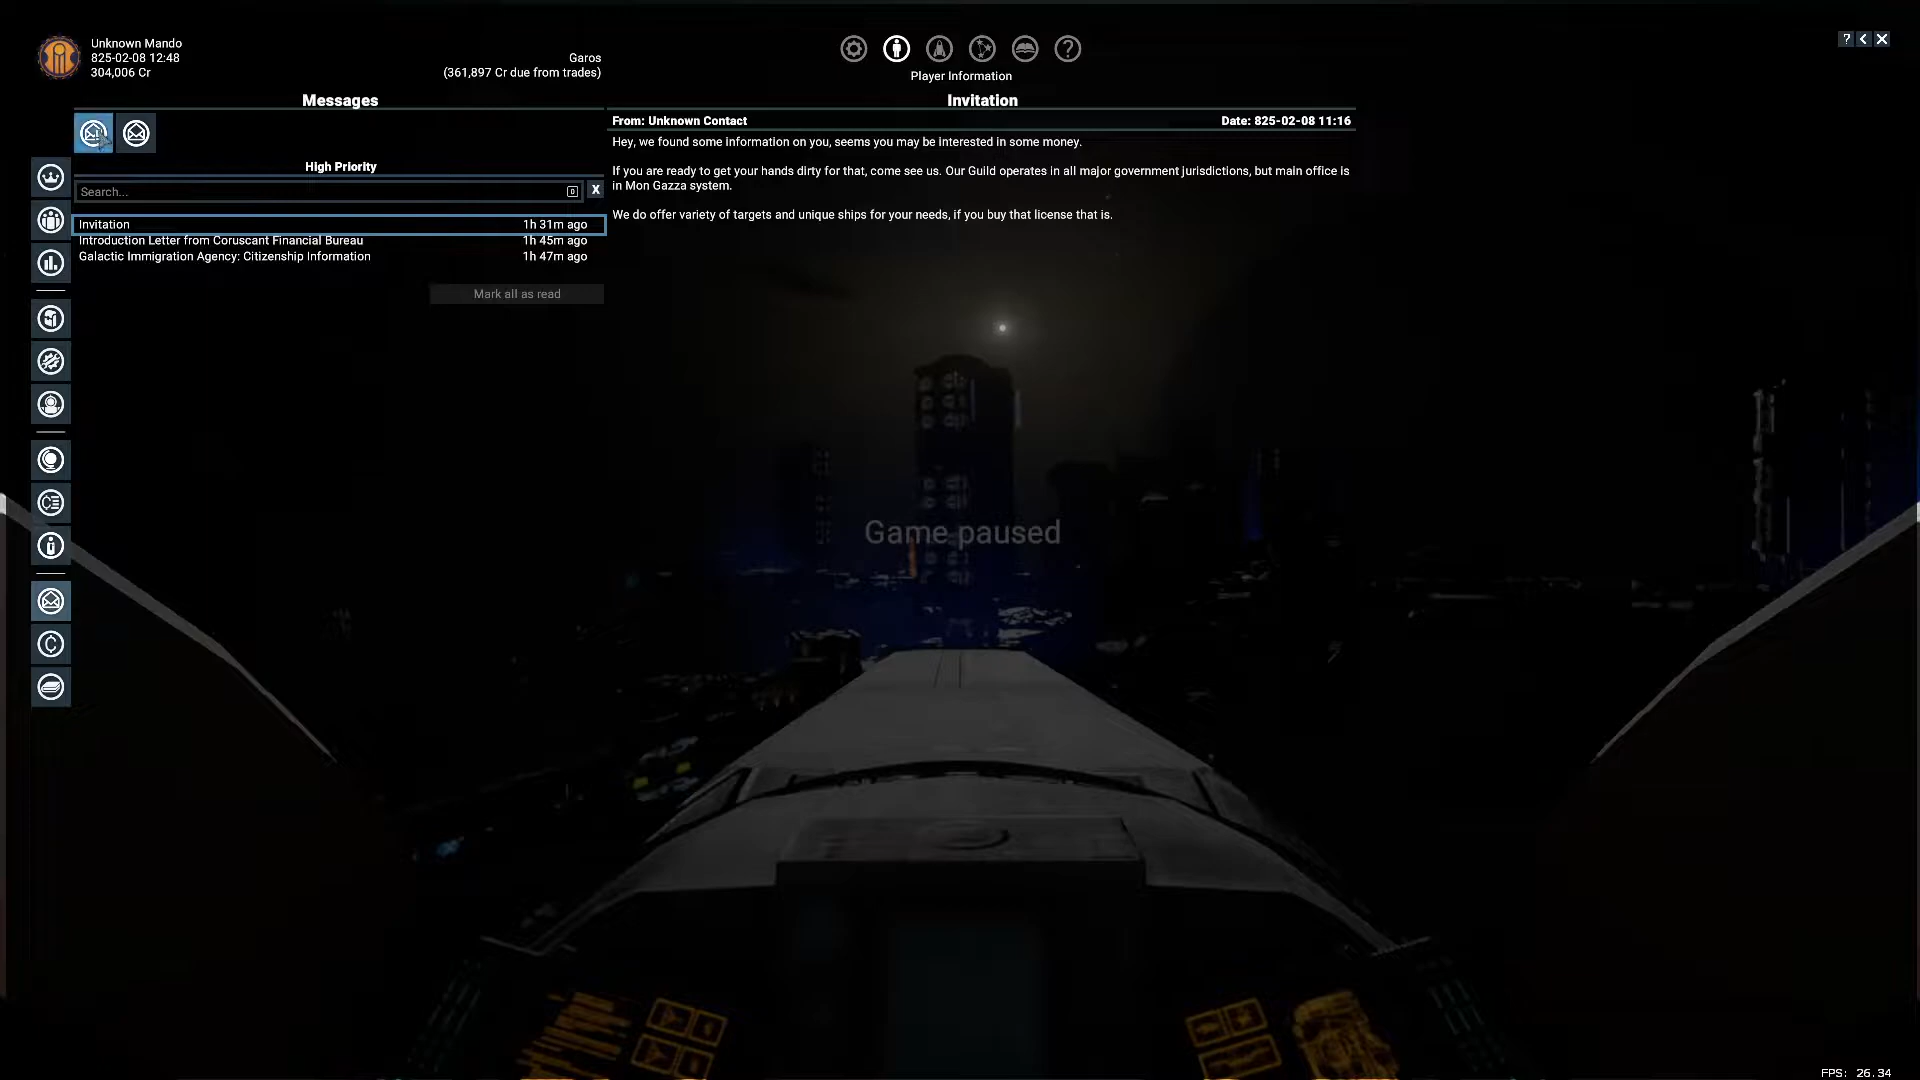 Unknown Mando
825-02-08 12:48
304,006 Cr
Garos
(361,897 Cr due from trades)
?
Player Information
? < X
Messages
High Priority
Search...
X
Invitation 1h 31m ago
Introduction Letter from Coruscant Financial Bureau 1h 45m ago
Galactic Immigration Agency: Citizenship Information 1h 47m ago
Mark all as read
Invitation
From: Unknown Contact Date: 825-02-08 11:16
Hey, we found some information on you, seems you may be interested in some money.
If you are ready to get your hands dirty for that, come see us. Our Guild operates in all major government jurisdictions, but main office is
in Mon Gazza system.
We do offer variety of targets and unique ships for your needs, if you buy that license that is.
Game paused
FPS: 26.34